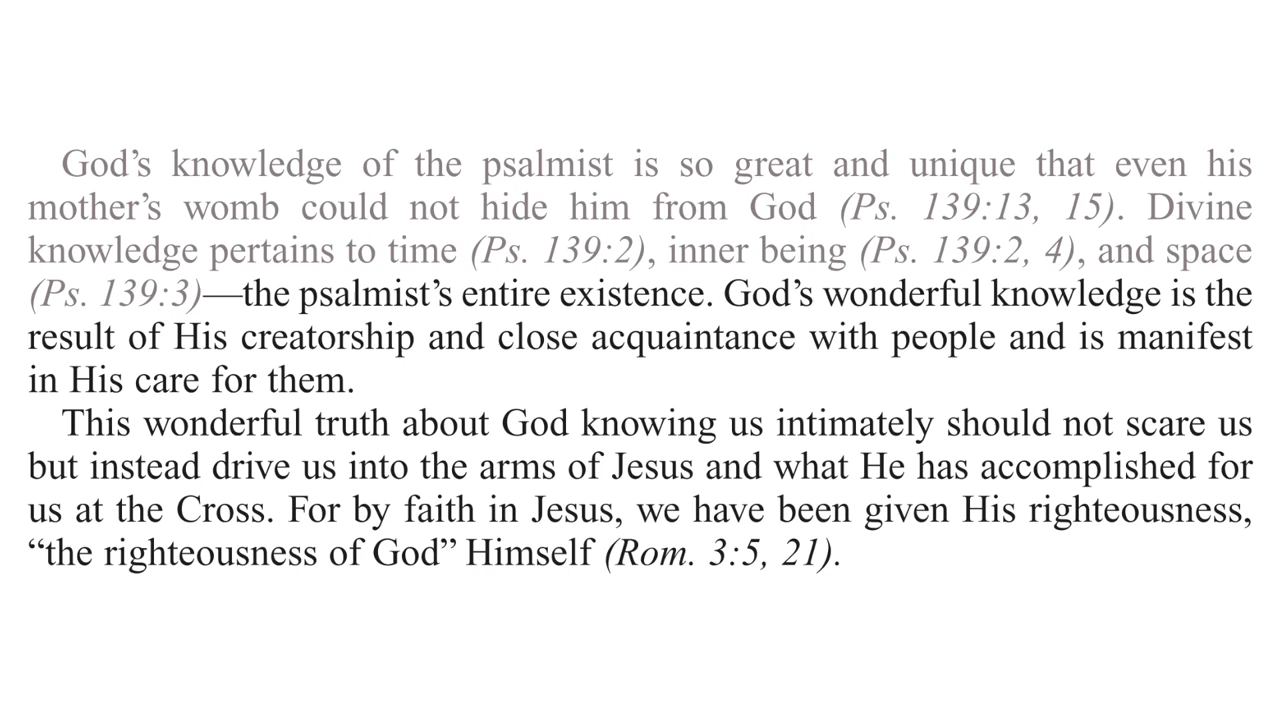 God’s knowledge of the psalmist is so great and unique that even his
mother’s womb could not hide him from God (Ps. 139:13, 15). Divine
knowledge pertains to time (Ps. 139:2), inner being (Ps. 139:2, 4), and space
(Ps. 139:3)—the psalmist’s entire existence. God’s wonderful knowledge is the
result of His creatorship and close acquaintance with people and is manifest
in His care for them.
This wonderful truth about God knowing us intimately should not scare us
but instead drive us into the arms of Jesus and what He has accomplished for
us at the Cross. For by faith in Jesus, we have been given His righteousness,
“the righteousness of God” Himself (Rom. 3:5, 21).